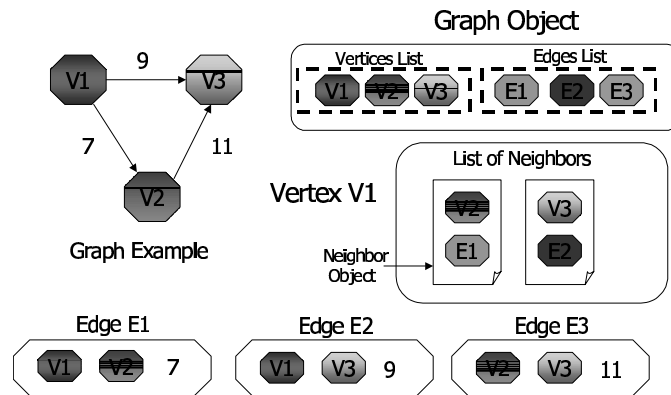 Graph Object
Vertices List
Edges List
V1
V2
V3
E1
E2
E3
V1
9
V3
7
11
V2
Graph Example
List of Neighbors
Vertex V1
V2
V3
E1
E2
Neighbor
Object
Edge E1
V1
V2
7
Edge E2
V1
V3
9
Edge E3
V2
V3
11